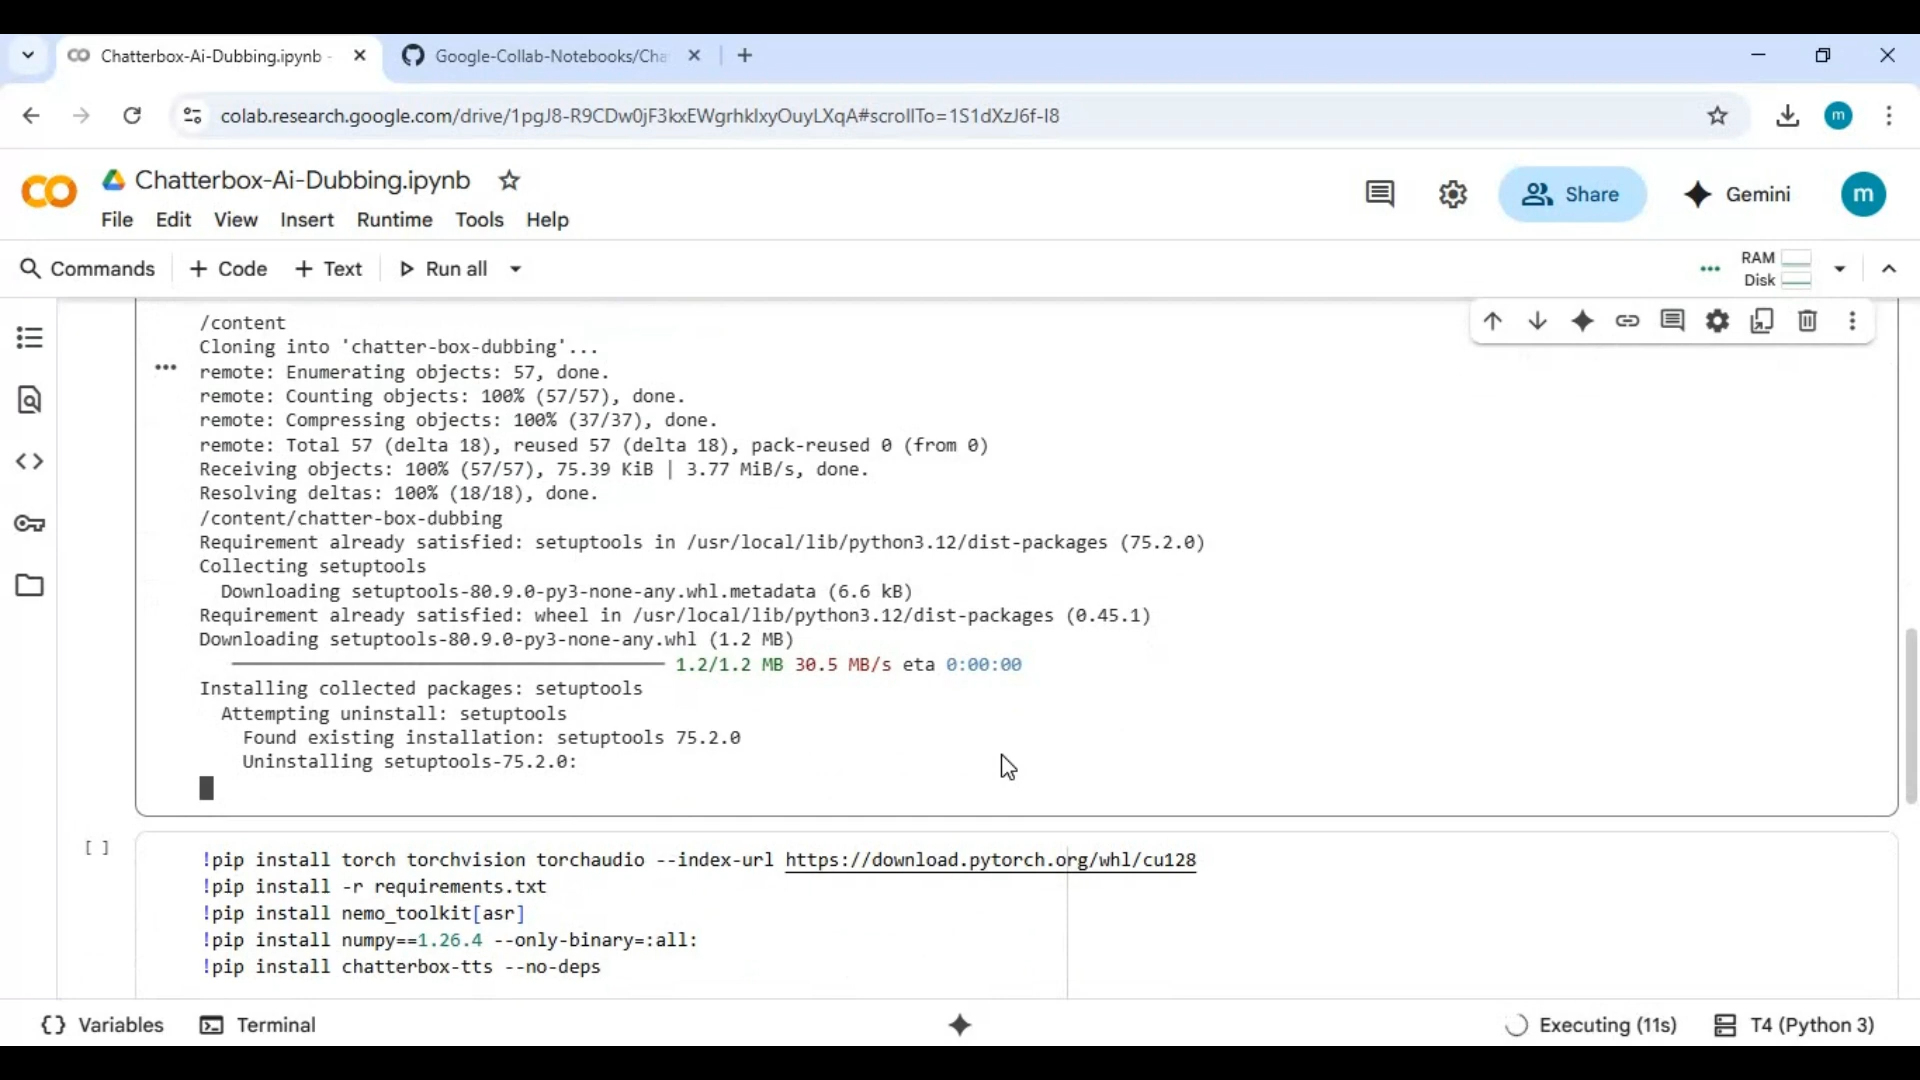 Chatterbox-Ai-Dubbing.ipynb -
Google-Collab-Notebooks/Cha
colab.research.google.com/drive/1pgJ8-R9CDw0jF3kxEWgrhklxyOuyLXqA#scrollTo=1S1dXzJ6f-I8
m
Chatterbox-Ai-Dubbing.ipynb
Share
Gemini
m
File Edit View Insert Runtime Tools Help
Commands + Code + Text Run all
RAM
Disk
/content
Cloning into 'chatter-box-dubbing'...
remote: Enumerating objects: 57, done.
remote: Counting objects: 100% (57/57), done.
remote: Compressing objects: 100% (37/37), done.
remote: Total 57 (delta 18), reused 57 (delta 18), pack-reused 0 (from 0)
Receiving objects: 100% (57/57), 75.39 KiB | 3.77 MiB/s, done.
Resolving deltas: 100% (18/18), done.
/content/chatter-box-dubbing
Requirement already satisfied: setuptools in /usr/local/lib/python3.12/dist-packages (75.2.0)
Collecting setuptools
Downloading setuptools-80.9.0-py3-none-any.whl.metadata (6.6 kB)
Requirement already satisfied: wheel in /usr/local/lib/python3.12/dist-packages (0.45.1)
Downloading setuptools-80.9.0-py3-none-any.whl (1.2 MB)
1.2/1.2 MB 30.5 MB/s eta 0:00:00
Installing collected packages: setuptools
Attempting uninstall: setuptools
Found existing installation: setuptools 75.2.0
Uninstalling setuptools-75.2.0:
[ ]
!pip install torch torchvision torchaudio --index-url https://download.pytorch.org/whl/cu128
!pip install -r requirements.txt
!pip install nemo_toolkit[asr]
!pip install numpy==1.26.4 --only-binary=:all:
!pip install chatterbox-tts --no-deps
{} Variables Terminal
Executing (11s) T4 (Python 3)